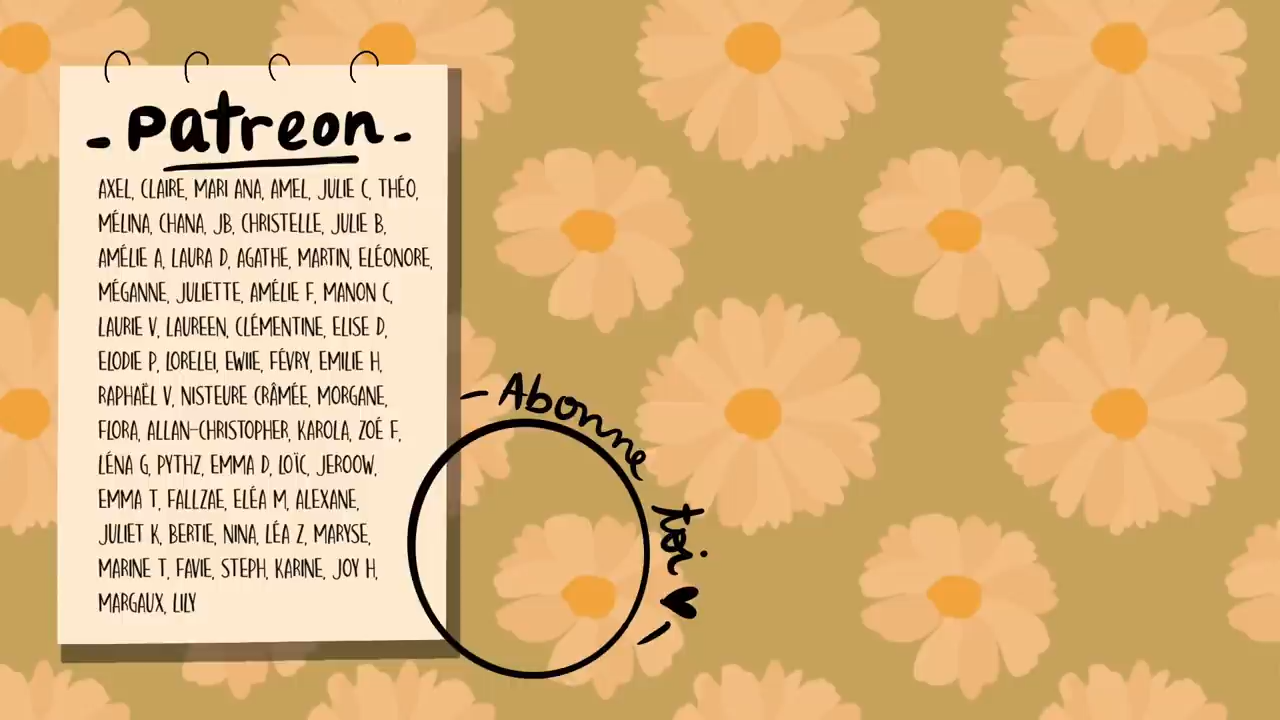 - Patreon -
AXEL, CLAIRE, MARI ANA, AMEL, JULIE C, THÉO,
MÉLINA, CHANA, JB, CHRISTELLE, JULIE B,
AMÉLIE A, LAURA D, AGATHE, MARTIN, ELÉONORE,
MÉGANNE, JULIETTE, AMÉLIE F, MANON C,
LAURIE V, LAUREEN, CLÉMENTINE, ELISE D,
ELODIE P, LORELEI, EWIIE, FÉVRY, EMILIE H,
RAPHAËL V, NISTEURE CRÂMÉE, MORGANE,
FLORA, ALLAN-CHRISTOPHER, KAROLA, ZOÉ F,
LÉNA G, PYTHZ, EMMA D, LOÏC, JEROOW,
EMMA T, FALLZAE, ELÉA M, ALEXANE,
JULIET K, BERTIE, NINA, LÉA Z, MARYSE,
MARINE T, FAVIE, STEPH, KARINE, JOY H,
MARGAUX, LILY
- Abonne toi ♥ -